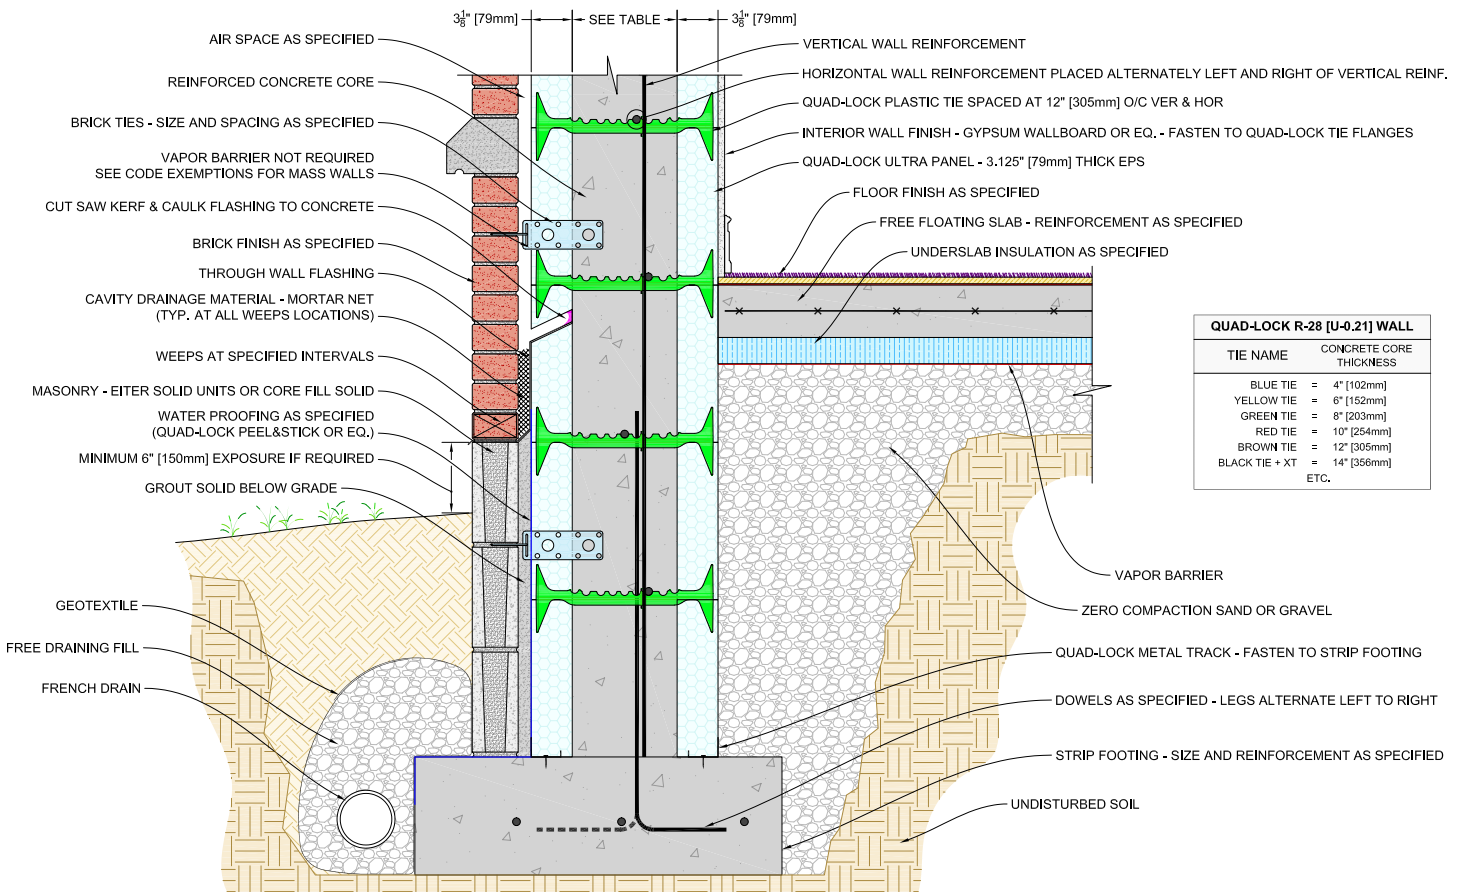 3⅛" [79mm]
SEE TABLE
3⅛" [79mm]
AIR SPACE AS SPECIFIED
REINFORCED CONCRETE CORE
BRICK TIES - SIZE AND SPACING AS SPECIFIED
VAPOR BARRIER NOT REQUIRED
SEE CODE EXEMPTIONS FOR MASS WALLS
CUT SAW KERF & CAULK FLASHING TO CONCRETE
BRICK FINISH AS SPECIFIED
THROUGH WALL FLASHING
CAVITY DRAINAGE MATERIAL - MORTAR NET
(TYP. AT ALL WEEPS LOCATIONS)
WEEPS AT SPECIFIED INTERVALS
MASONRY - EITER SOLID UNITS OR CORE FILL SOLID
WATER PROOFING AS SPECIFIED
(QUAD-LOCK PEEL&STICK OR EQ.)
MINIMUM 6" [150mm] EXPOSURE IF REQUIRED
GROUT SOLID BELOW GRADE
GEOTEXTILE
FREE DRAINING FILL
FRENCH DRAIN
VERTICAL WALL REINFORCEMENT
HORIZONTAL WALL REINFORCEMENT PLACED ALTERNATELY LEFT AND RIGHT OF VERTICAL REINF.
QUAD-LOCK PLASTIC TIE SPACED AT 12" [305mm] O/C VER & HOR
INTERIOR WALL FINISH - GYPSUM WALLBOARD OR EQ. - FASTEN TO QUAD-LOCK TIE FLANGES
QUAD-LOCK ULTRA PANEL - 3.125" [79mm] THICK EPS
FLOOR FINISH AS SPECIFIED
FREE FLOATING SLAB - REINFORCEMENT AS SPECIFIED
UNDERSLAB INSULATION AS SPECIFIED
QUAD-LOCK R-28 [U-0.21] WALL
TIE NAME
CONCRETE CORE
THICKNESS
BLUE TIE = 4" [102mm]
YELLOW TIE = 6" [152mm]
GREEN TIE = 8" [203mm]
RED TIE = 10" [254mm]
BROWN TIE = 12" [305mm]
BLACK TIE + XT = 14" [356mm]
ETC.
VAPOR BARRIER
ZERO COMPACTION SAND OR GRAVEL
QUAD-LOCK METAL TRACK - FASTEN TO STRIP FOOTING
DOWELS AS SPECIFIED - LEGS ALTERNATE LEFT TO RIGHT
STRIP FOOTING - SIZE AND REINFORCEMENT AS SPECIFIED
UNDISTURBED SOIL